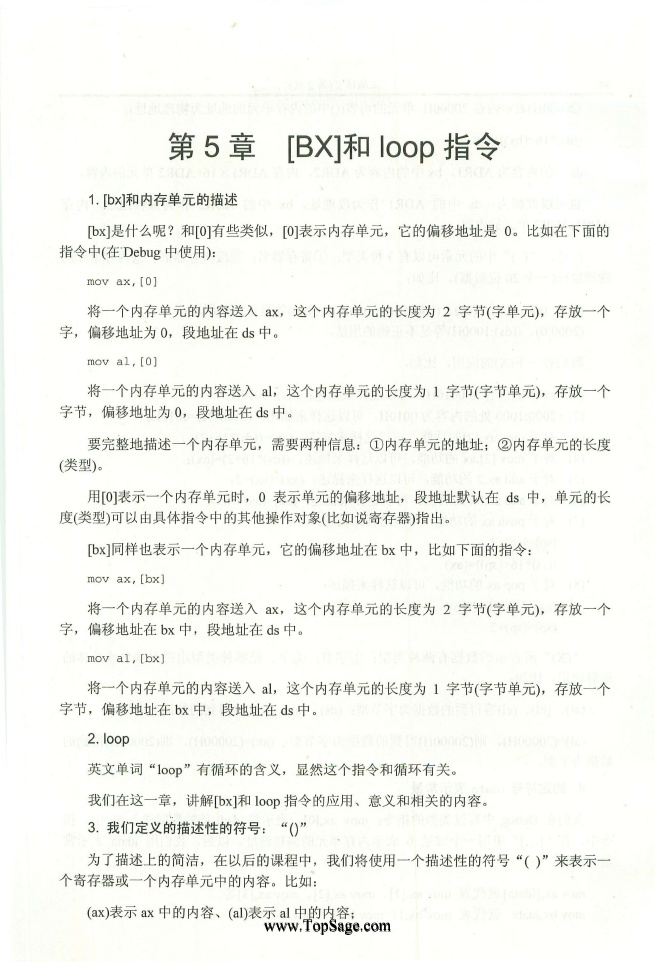 第 5 章 [BX]和 loop 指令
1. [bx]和内存单元的描述
[bx]是什么呢？和[0]有些类似，[0]表示内存单元，它的偏移地址是 0。比如在下面的
指令中(在 Debug 中使用):
mov ax,[0]
将一个内存单元的内容送入 ax，这个内存单元的长度为 2 字节(字单元)，存放一个
字，偏移地址为 0，段地址在 ds 中。
mov al,[0]
将一个内存单元的内容送入 al，这个内存单元的长度为 1 字节(字节单元)，存放一个
字节，偏移地址为 0，段地址在 ds 中。
要完整地描述一个内存单元，需要两种信息：①内存单元的地址；②内存单元的长度
(类型)。
用[0]表示一个内存单元时，0 表示单元的偏移地址，段地址默认在 ds 中，单元的长
度(类型)可以由具体指令中的其他操作对象(比如说寄存器)指出。
[bx]同样也表示一个内存单元，它的偏移地址在 bx 中，比如下面的指令：
mov ax,[bx]
将一个内存单元的内容送入 ax，这个内存单元的长度为 2 字节(字单元)，存放一个
字，偏移地址在 bx 中，段地址在 ds 中。
mov al,[bx]
将一个内存单元的内容送入 al，这个内存单元的长度为 1 字节(字节单元)，存放一个
字节，偏移地址在 bx 中，段地址在 ds 中。
2. loop
英文单词“loop”有循环的含义，显然这个指令和循环有关。
我们在这一章，讲解[bx]和 loop 指令的应用、意义和相关的内容。
3. 我们定义的描述性的符号：“()”
为了描述上的简洁，在以后的课程中，我们将使用一个描述性的符号“( )”来表示一
个寄存器或一个内存单元中的内容。比如：
(ax)表示 ax 中的内容、(al)表示 al 中的内容；
www.TopSage.com